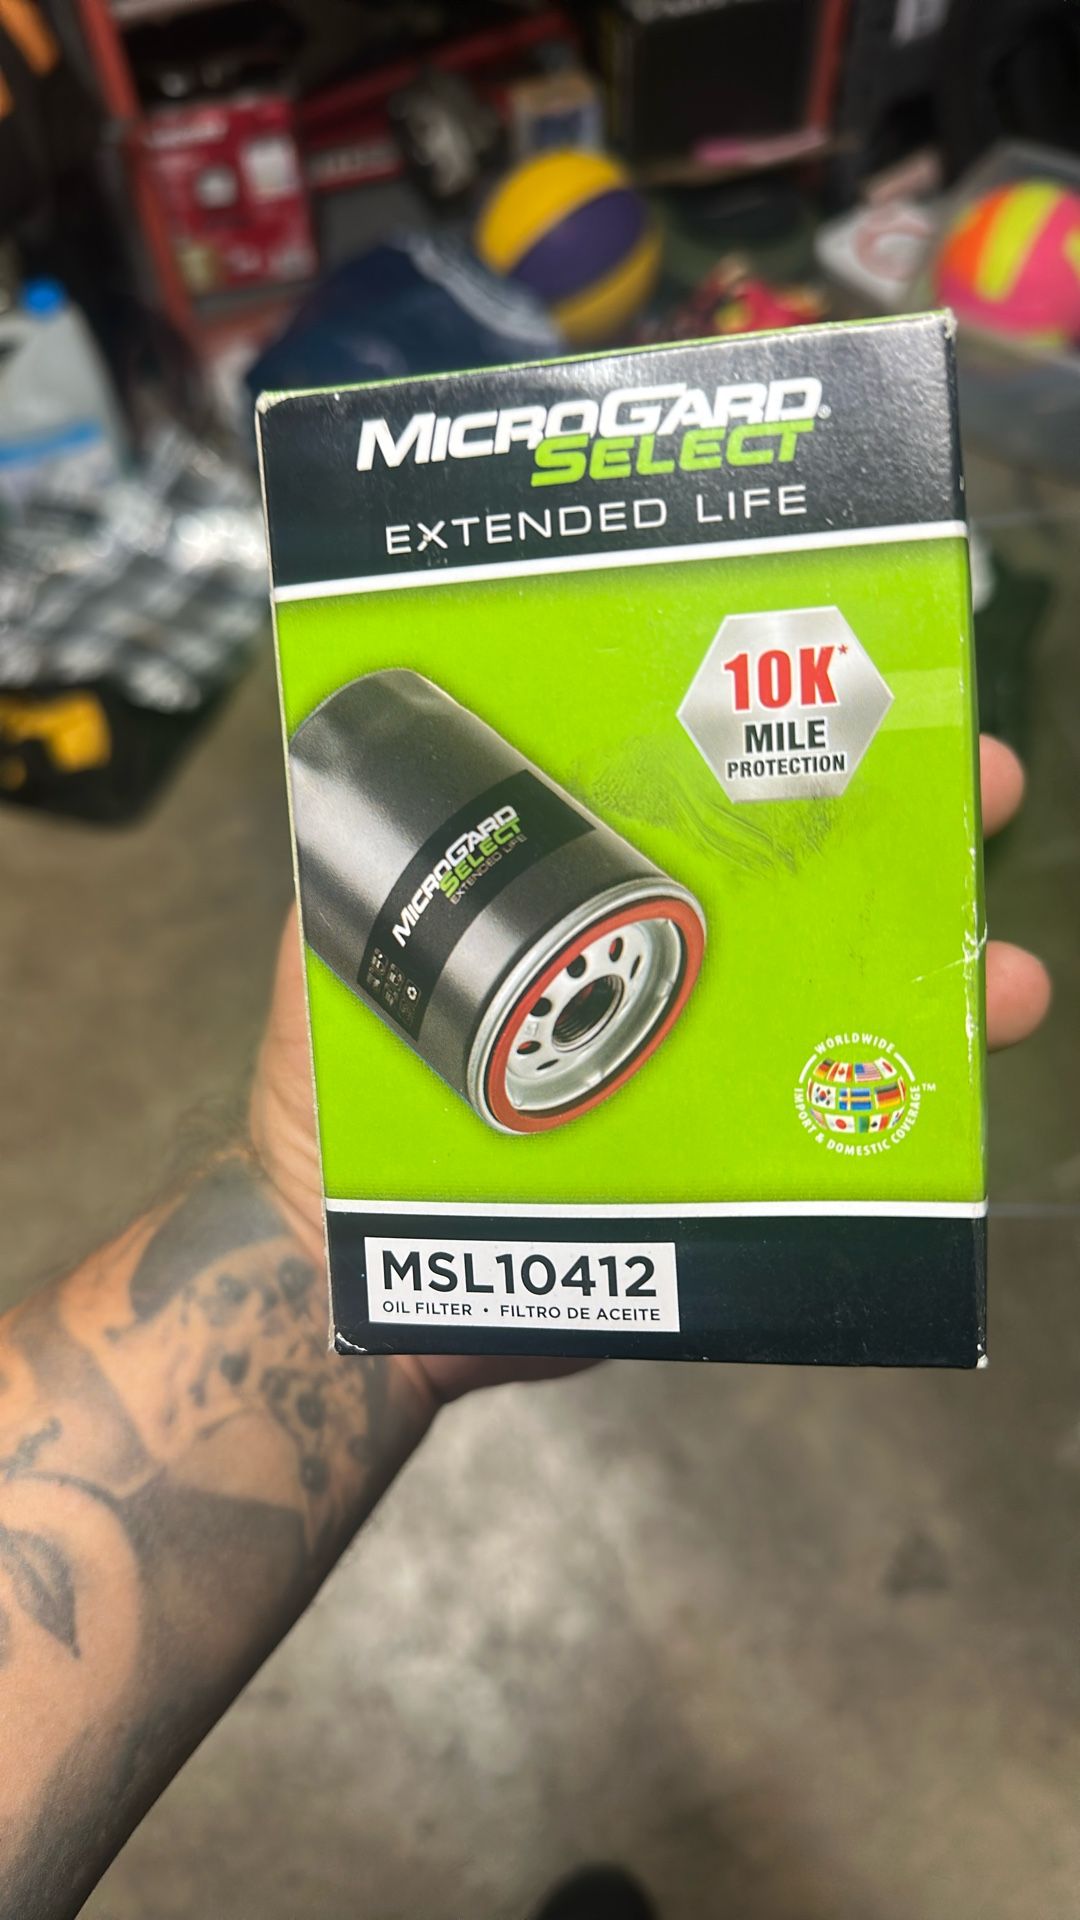 MICROGARD®
SELECT
EXTENDED LIFE
10K*
MILE
PROTECTION
MICROGARD
SELECT
EXTENDED LIFE
WORLDWIDE
IMPORT & DOMESTIC COVERAGE™
MSL10412
OIL FILTER • FILTRO DE ACEITE